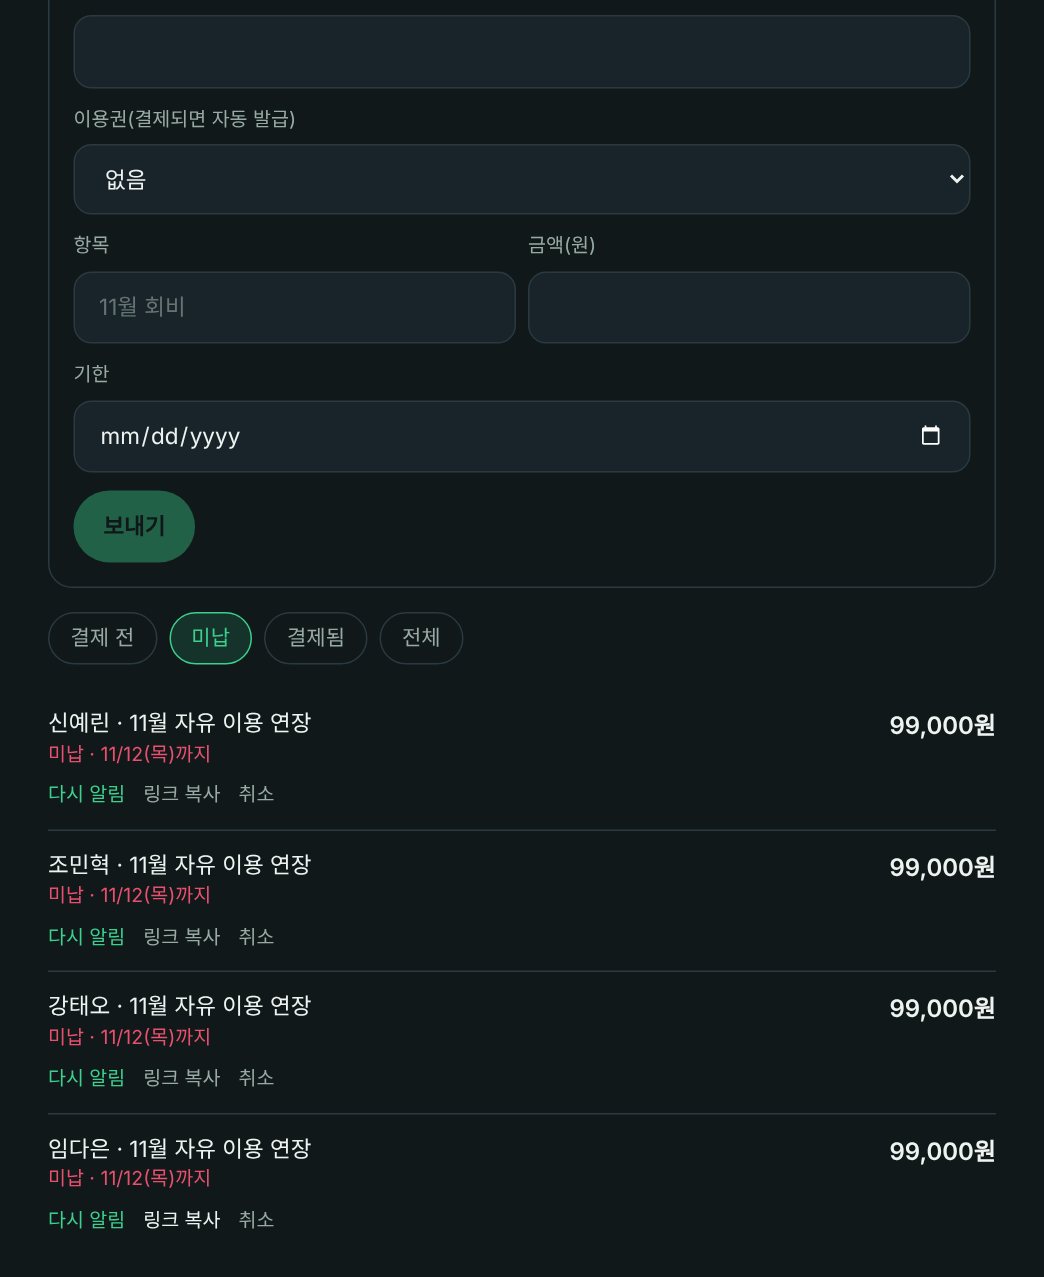 이용권(결제되면 자동 발급)
없음
항목 금액(원)
11월 회비
기한
mm/dd/yyyy
보내기
결제 전 미납 결제됨 전체
신예린 · 11월 자유 이용 연장 99,000원
미납 · 11/12(목)까지
다시 알림 링크 복사 취소
조민혁 · 11월 자유 이용 연장 99,000원
미납 · 11/12(목)까지
다시 알림 링크 복사 취소
강태오 · 11월 자유 이용 연장 99,000원
미납 · 11/12(목)까지
다시 알림 링크 복사 취소
임다은 · 11월 자유 이용 연장 99,000원
미납 · 11/12(목)까지
다시 알림 링크 복사 취소